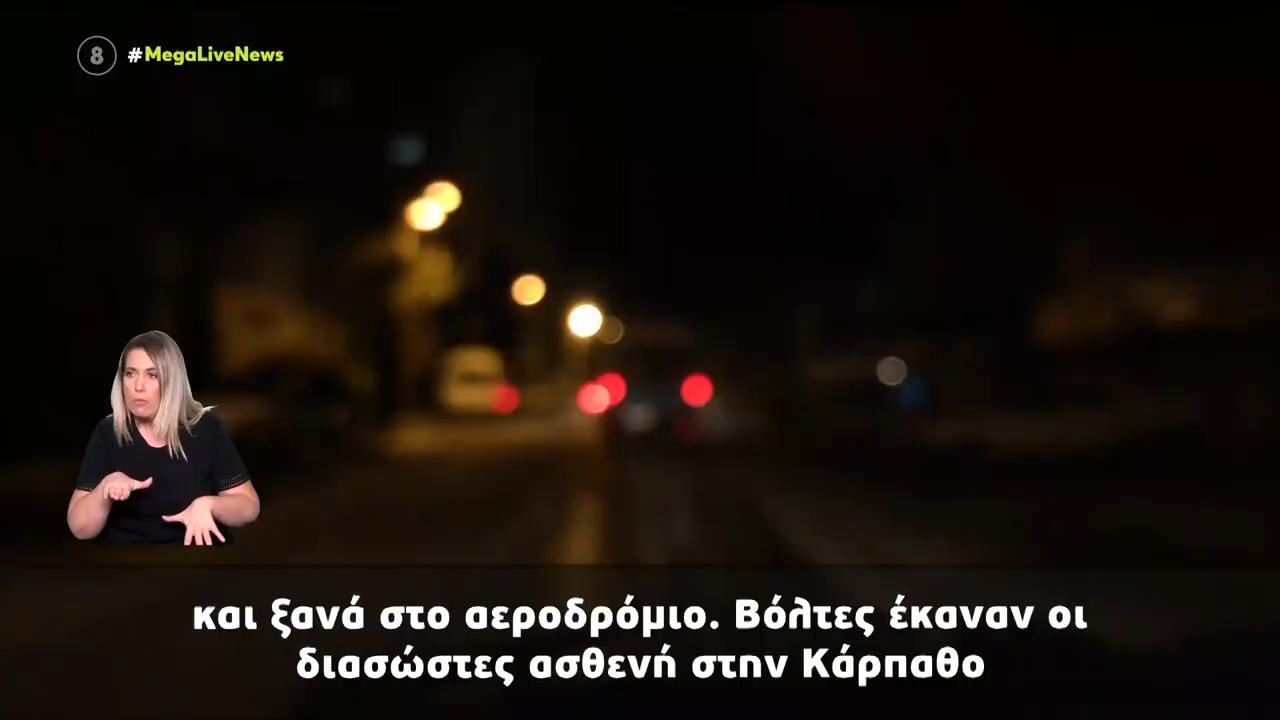 8 #MegaLiveNews
και ξανά στο αεροδρόμιο. Βόλτες έκαναν οι
διασώστες ασθενή στην Κάρπαθο